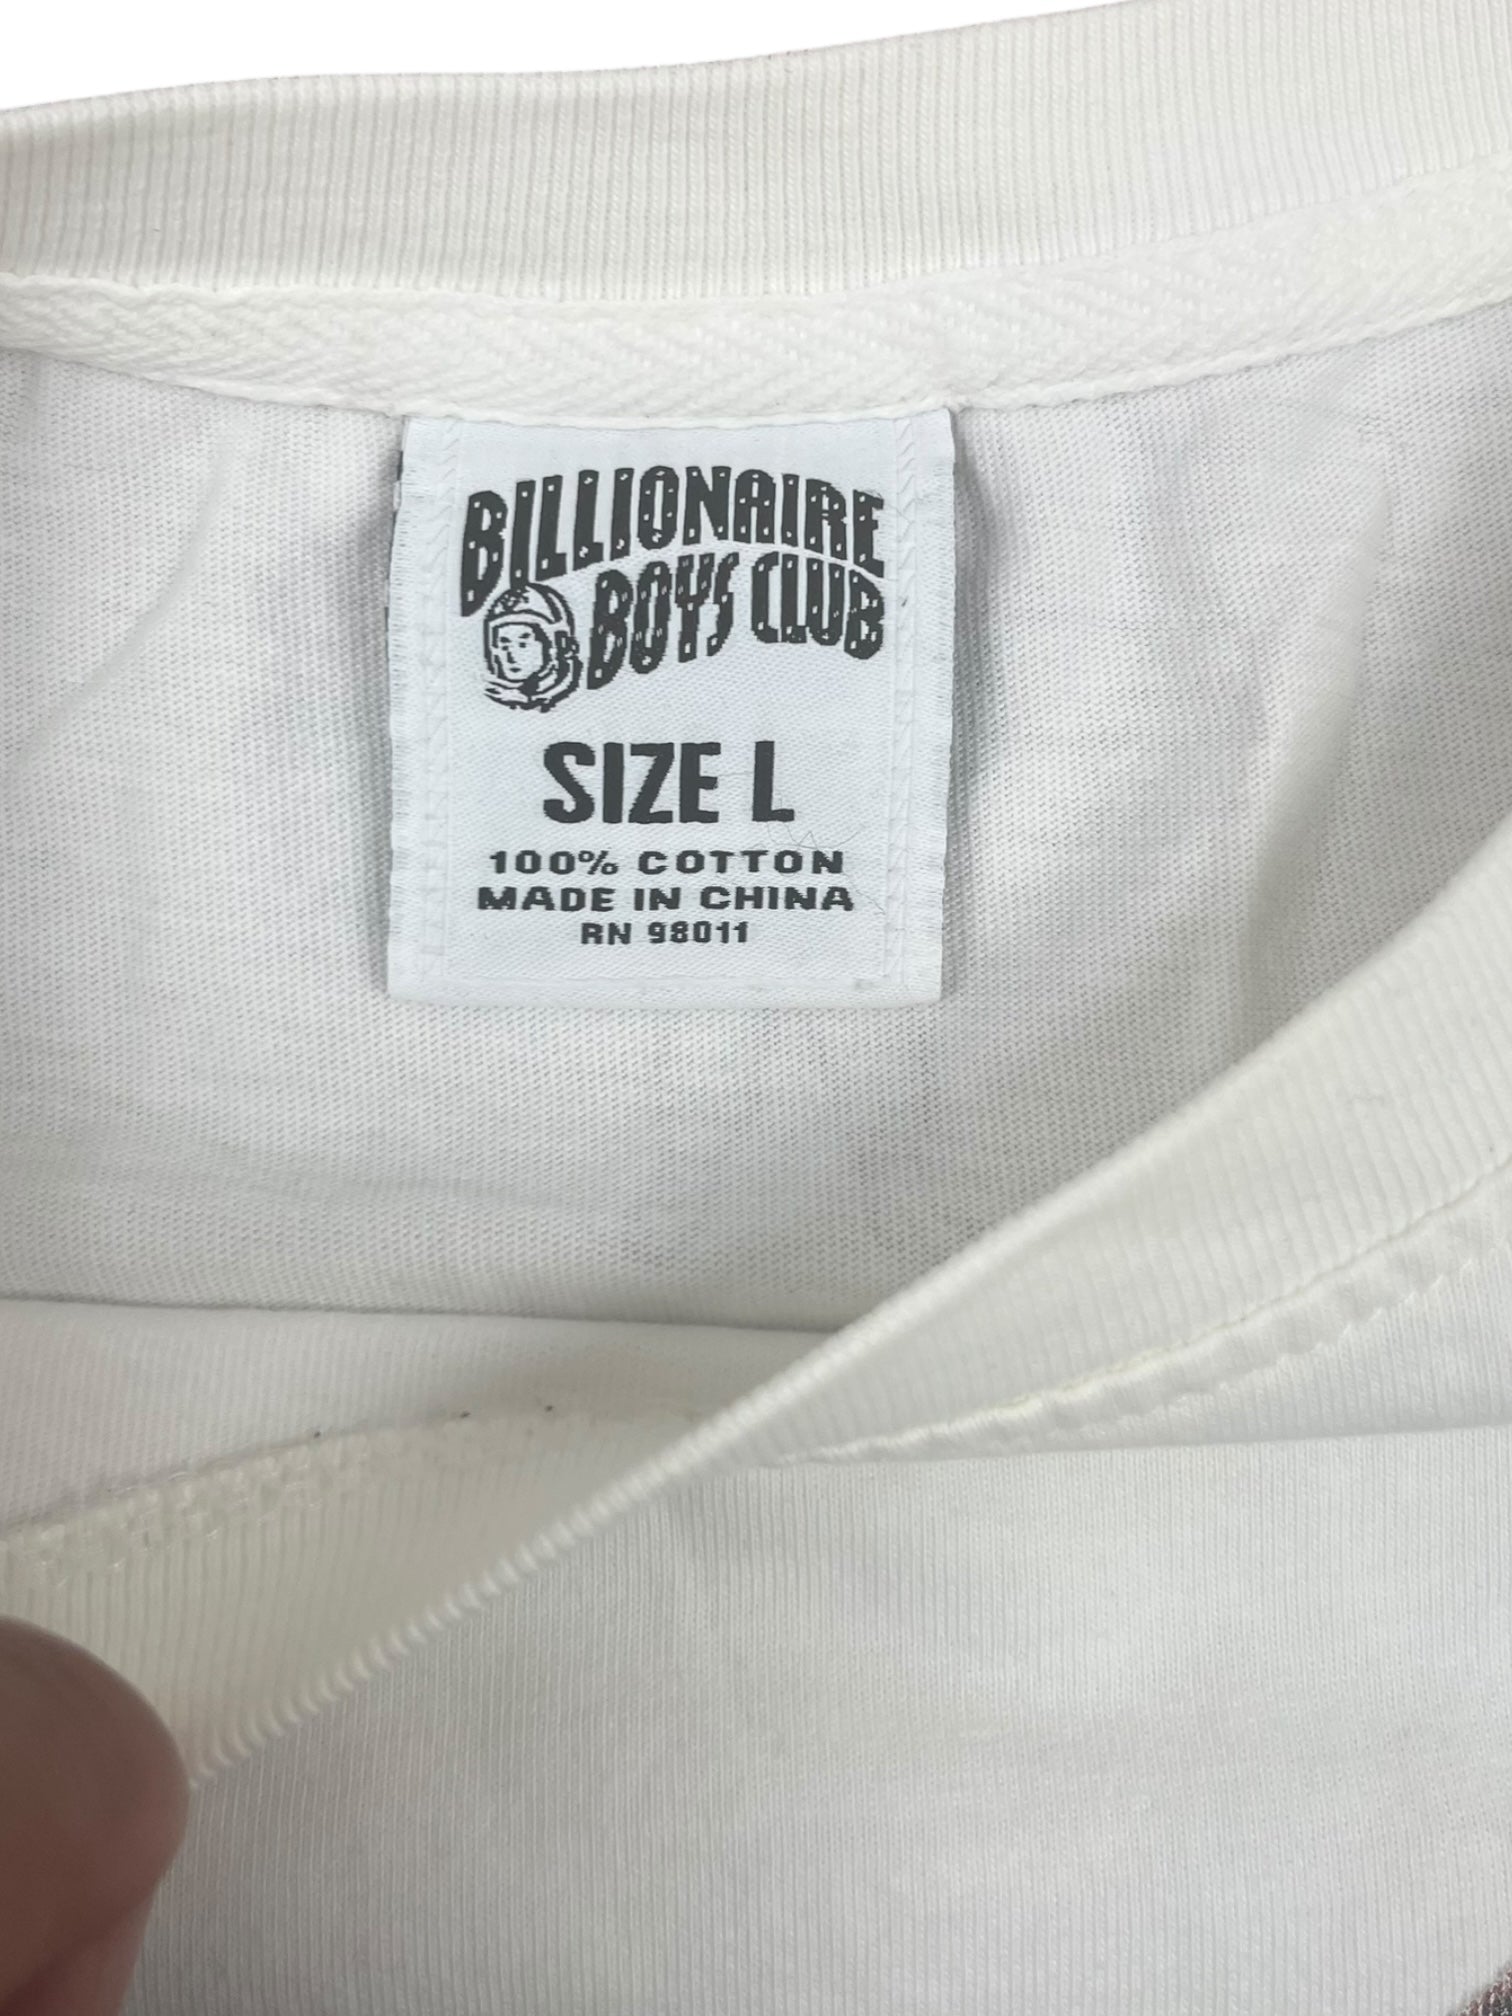 BILLIONAIRE
BOYS CLUB
SIZE L
100% COTTON
MADE IN CHINA
RN 98011